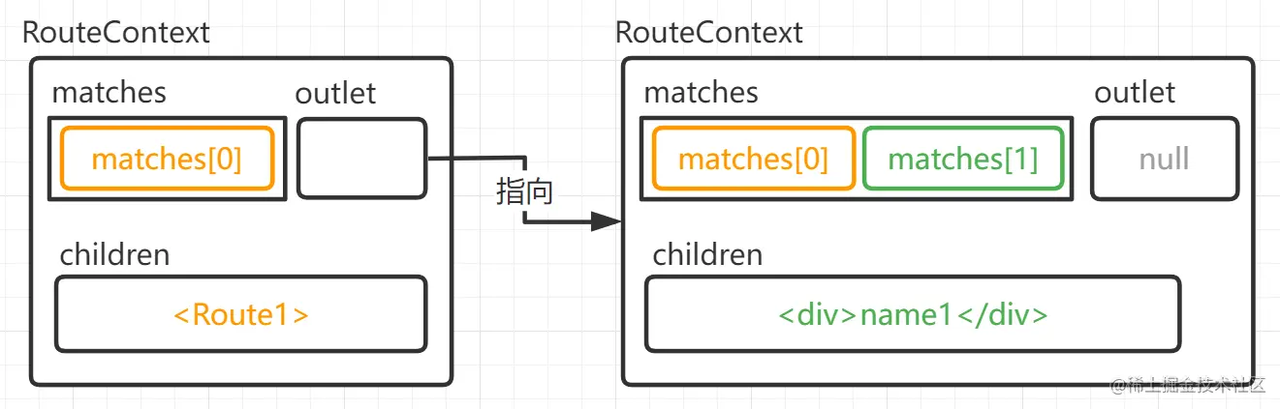 RouteContext
matches
outlet
matches[0]
children
<Route1>
指向
RouteContext
matches
outlet
matches[0]
matches[1]
null
children
<div>name1</div>
@稀土掘金技术社区